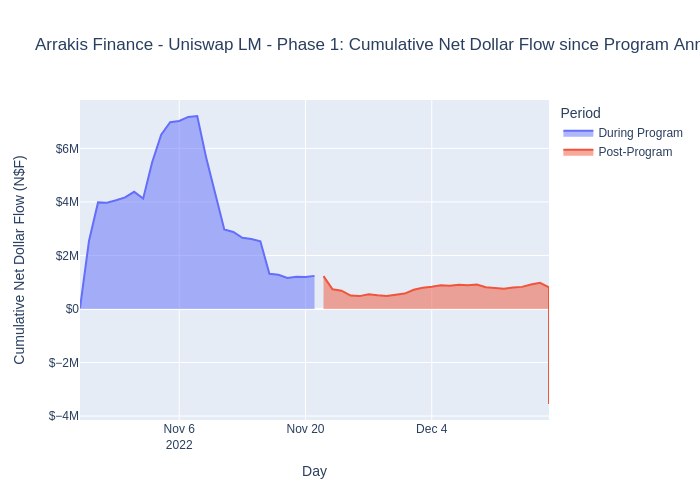 Arrakis Finance - Uniswap LM - Phase 1: Cumulative Net Dollar Flow since Program Ann
Period
During Program
Post-Program
Cumulative Net Dollar Flow (N$F)
$6M
$4M
$2M
$0
$−2M
$−4M
Nov 6
2022
Nov 20
Dec 4
Day